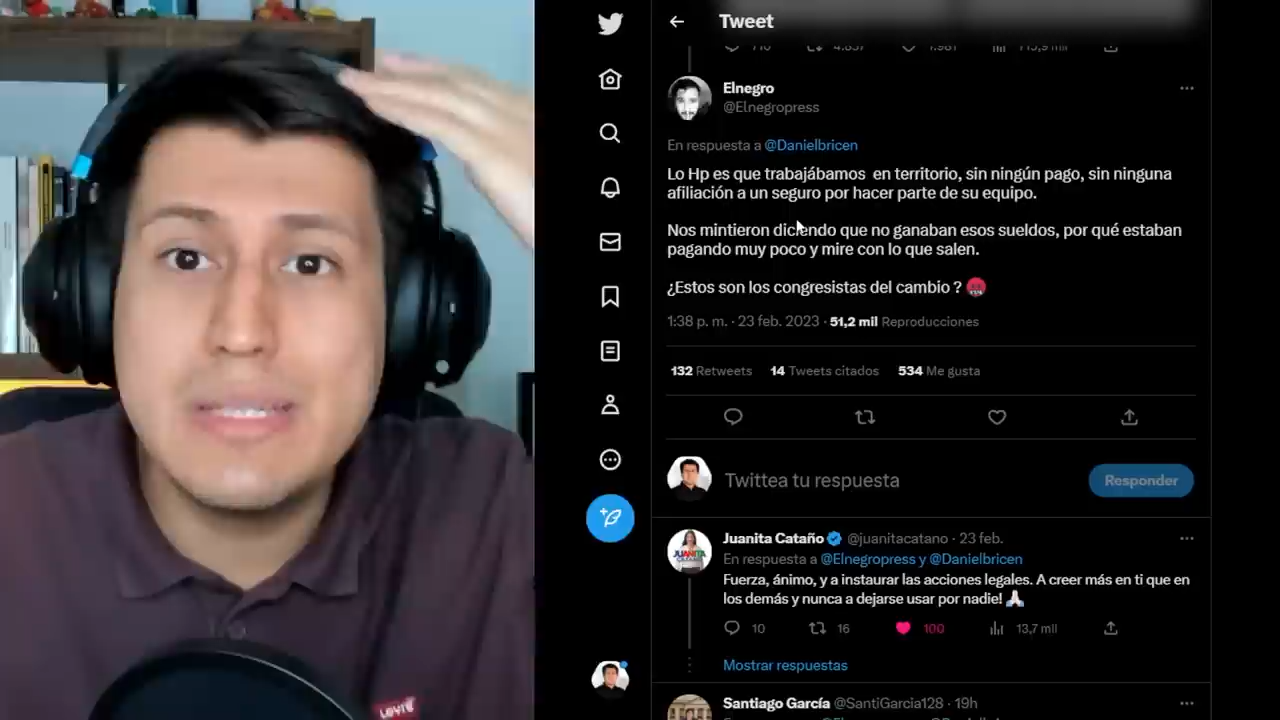 Tweet
Elnegro
@Elnegropress
En respuesta a @Danielbricen
Lo Hp es que trabajábamos en territorio, sin ningún pago, sin ninguna
afiliación a un seguro por hacer parte de su equipo.
Nos mintieron diciendo que no ganaban esos sueldos, por qué estaban
pagando muy poco y mire con lo que salen.
¿Estos son los congresistas del cambio ?
1:38 p. m. · 23 feb. 2023 · 51,2 mil Reproducciones
132 Retweets 14 Tweets citados 534 Me gusta
Twittea tu respuesta
Responder
Juanita Cataño @juanitacatano · 23 feb.
En respuesta a @Elnegropress y @Danielbricen
Fuerza, ánimo, y a instaurar las acciones legales. A creer más en ti que en
los demás y nunca a dejarse usar por nadie!
10 16 100 13,7 mil
Mostrar respuestas
Santiago García @SantiGarcia128 · 19h
Levi's